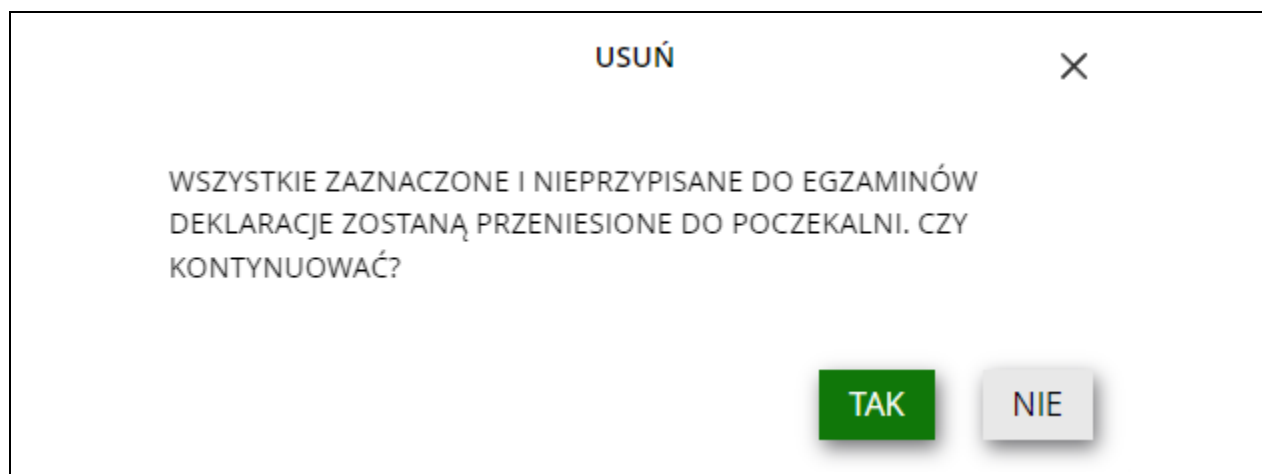 USUŃ
WSZYSTKIE ZAZNACZONE I NIEPRZYPISANE DO EGZAMINÓW
DEKLARACJE ZOSTANĄ PRZENIESIONE DO POCZEKALNI. CZY
KONTYNUOWAĆ?
TAK NIE